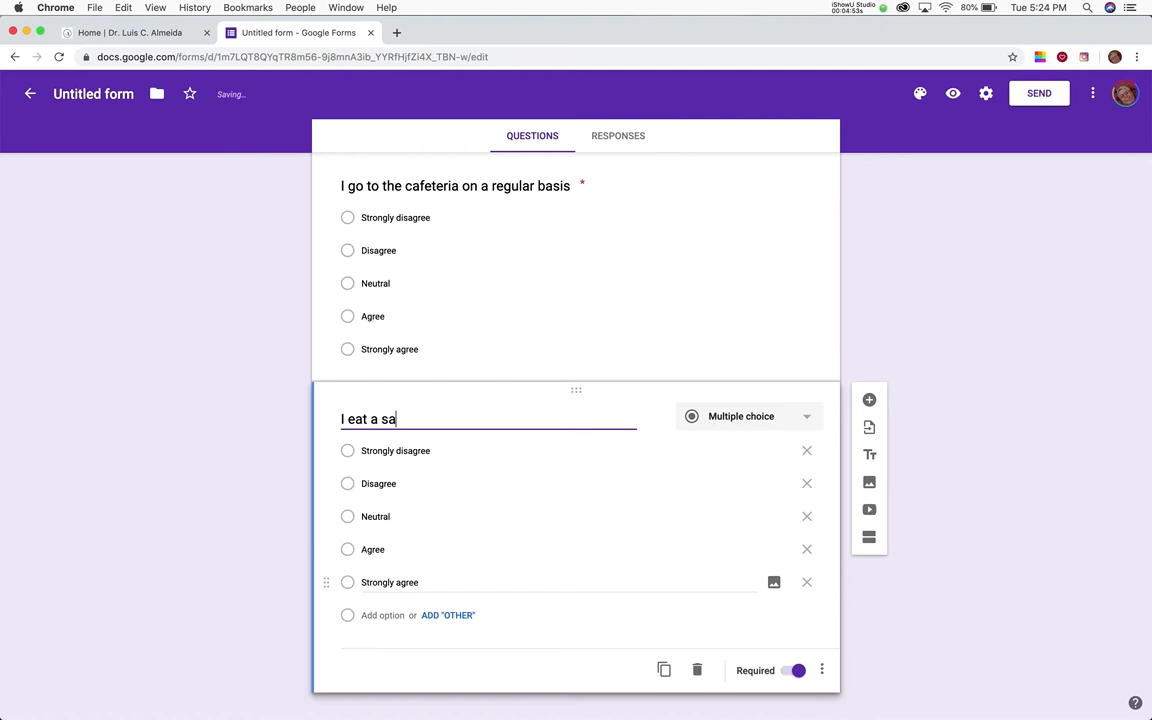 Chrome File Edit View History Bookmarks People Window Help iShowU Studio 00:04:53s 80% Tue 5:24 PM
Home | Dr. Luis C. Almeida Untitled form - Google Forms
docs.google.com/forms/d/1m7LQT8QYqTR8m56-9j8mnA3ib_YYRfHjfZi4X_TBN-w/edit
Untitled form Saving... SEND
QUESTIONS RESPONSES
I go to the cafeteria on a regular basis *
Strongly disagree
Disagree
Neutral
Agree
Strongly agree
I eat a sa Multiple choice
Strongly disagree
Disagree
Neutral
Agree
Strongly agree
Add option or ADD "OTHER"
Required